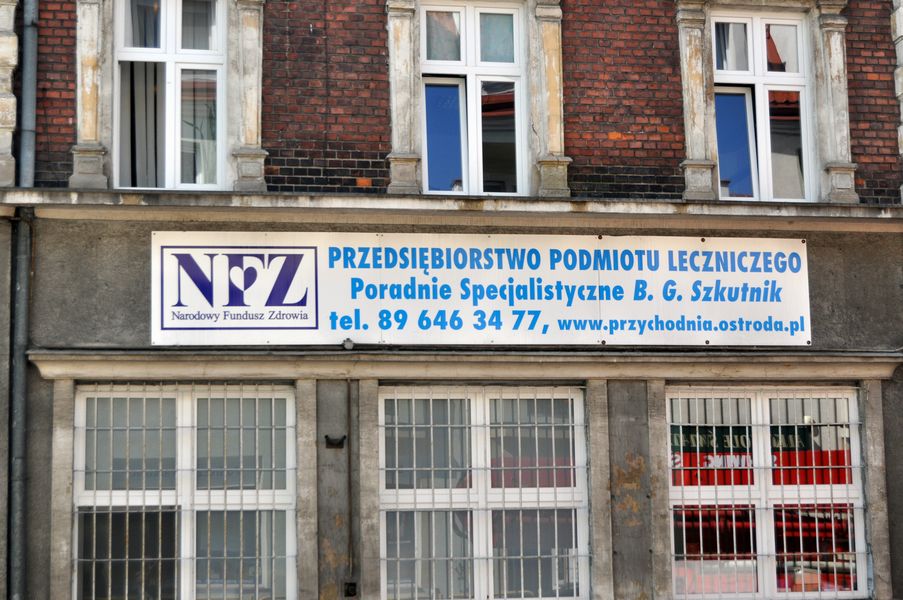 NFZ
Narodowy Fundusz Zdrowia
PRZEDSIĘBIORSTWO PODMIOTU LECZNICZEGO
Poradnie Specjalistyczne B. G. Szkutnik
tel. 89 646 34 77, www.przychodnia.ostroda.pl